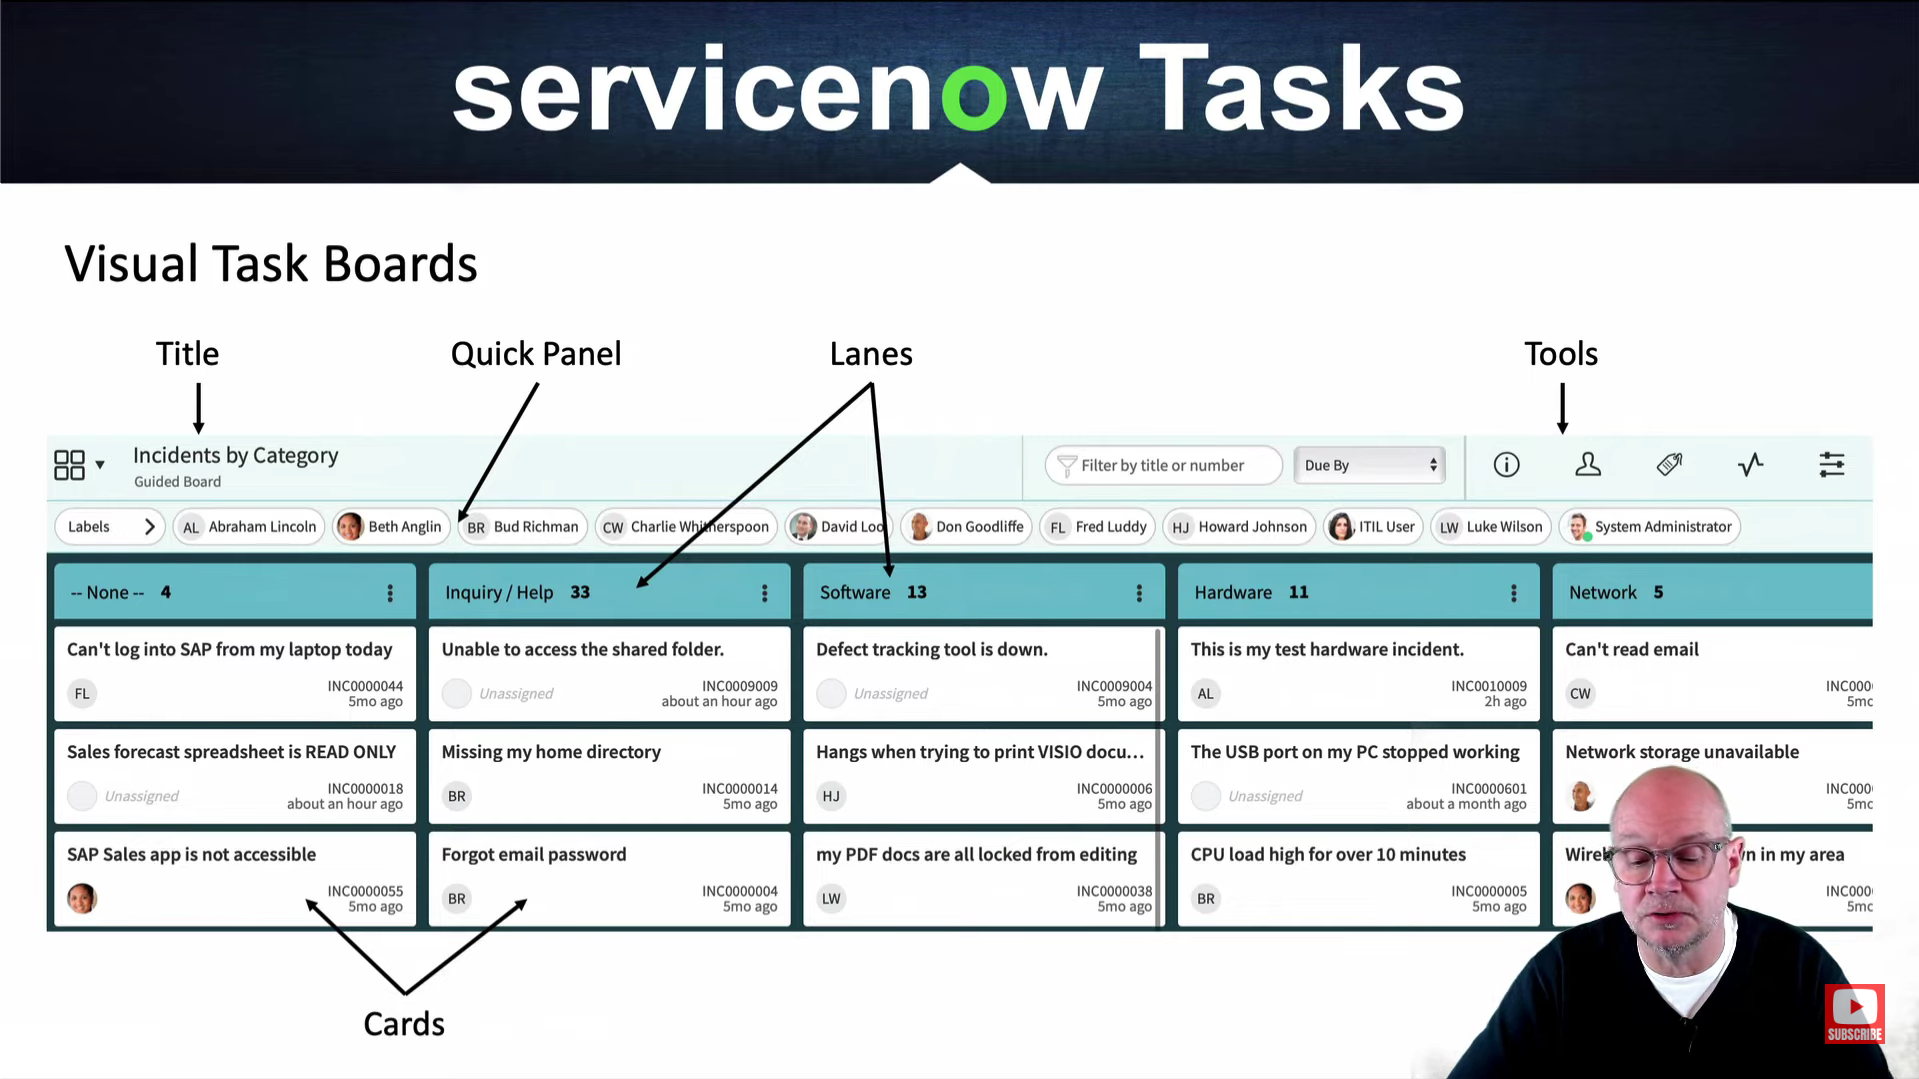 servicenow Tasks
Visual Task Boards
Title
Quick Panel
Lanes
Tools
Incidents by Category
Guided Board
Filter by title or number
Due By
Labels
AL Abraham Lincoln
Beth Anglin
BR Bud Richman
CW Charlie Whitherspoon
David Loo
Don Goodliffe
FL Fred Luddy
HJ Howard Johnson
ITIL User
LW Luke Wilson
System Administrator
-- None -- 4
Can't log into SAP from my laptop today
FL
INC0000044
5mo ago
Sales forecast spreadsheet is READ ONLY
Unassigned
INC0000018
about an hour ago
SAP Sales app is not accessible
INC0000055
5mo ago
Inquiry / Help 33
Unable to access the shared folder.
Unassigned
INC0009009
about an hour ago
Missing my home directory
BR
INC0000014
5mo ago
Forgot email password
BR
INC0000004
5mo ago
Software 13
Defect tracking tool is down.
Unassigned
INC0009004
5mo ago
Hangs when trying to print VISIO docu...
HJ
INC0000006
5mo ago
my PDF docs are all locked from editing
LW
INC0000038
5mo ago
Hardware 11
This is my test hardware incident.
AL
INC0010009
2h ago
The USB port on my PC stopped working
Unassigned
INC0000601
about a month ago
CPU load high for over 10 minutes
BR
INC0000005
5mo ago
Network 5
Can't read email
CW
INC000
5mo
Network storage unavailable
INC000
5mo
in my area
INC000
5mo
Cards
SUBSCRIBE